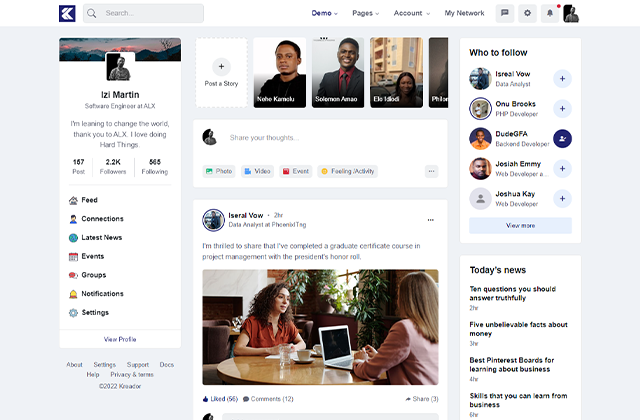 Search...
Demo
Pages
Account
My Network
Izi Martin
Software Engineer at ALX
I'm learning to change the world,
thank you to ALX. I love doing
Hard Things.
167 2.2K 565
Post Followers Following
Feed
Connections
Latest News
Events
Groups
Notifications
Settings
View Profile
About Settings Support Docs
Help Privacy & terms
©2022 Kreador
+
Post a Story
Nehe Kamolu
Solomon Amao
Elo Idiodi
Philom
Share your thoughts...
Photo
Video
Event
Feeling /Activity
Iseral Vow • 2hr
Data Analyst at PhoenixITng
I'm thrilled to share that I've completed a graduate certificate course in
project management with the president's honor roll.
Liked (56)
Comments (12)
Share (3)
Who to follow
Isreal Vow
Data Analyst
Onu Brooks
PHP Developer
DudeGFA
Backend Developer
Josiah Emmy
Web Developer a...
Joshua Kay
Web Developer
View more
Today's news
Ten questions you should
answer truthfully
2hr
Five unbelievable facts about
money
3hr
Best Pinterest Boards for
learning about business
4hr
Skills that you can learn from
business
6hr